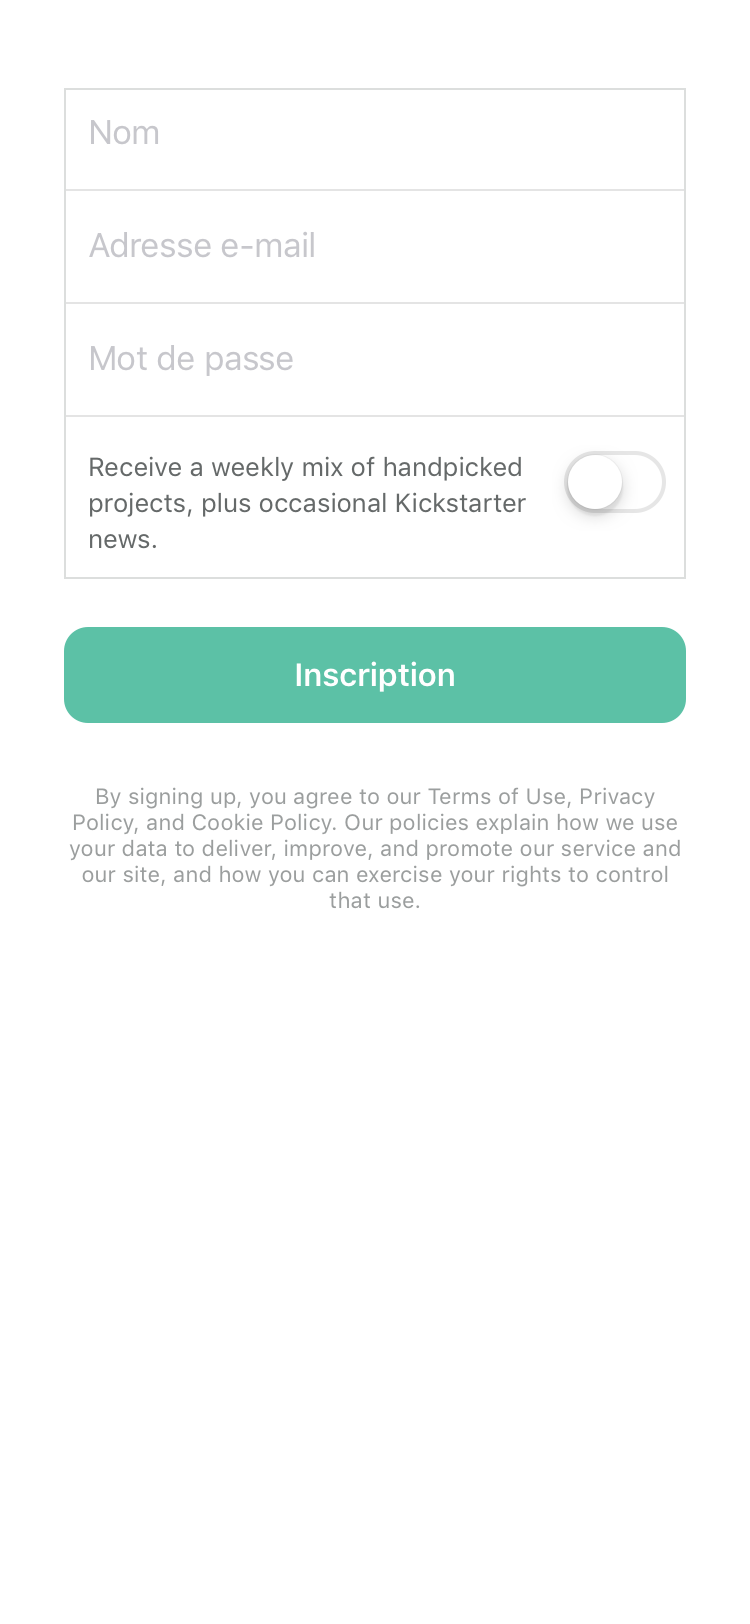 Nom
Adresse e-mail
Mot de passe
Receive a weekly mix of handpicked
projects, plus occasional Kickstarter
news.
Inscription
By signing up, you agree to our Terms of Use, Privacy
Policy, and Cookie Policy. Our policies explain how we use
your data to deliver, improve, and promote our service and
our site, and how you can exercise your rights to control
that use.